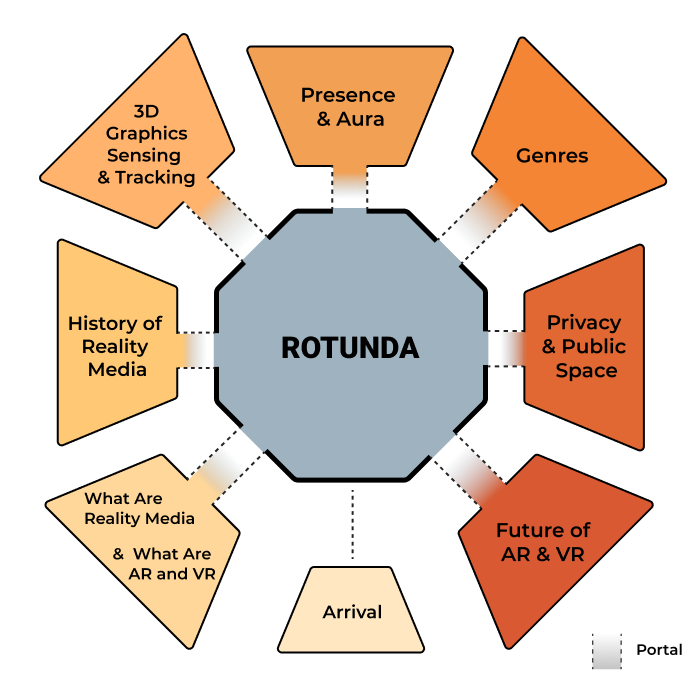 Presence
& Aura
3D
Graphics
Sensing
& Tracking
Genres
History of
Reality
Media
ROTUNDA
Privacy
& Public
Space
What Are
Reality Media
& What Are
AR and VR
Future of
AR & VR
Arrival
Portal